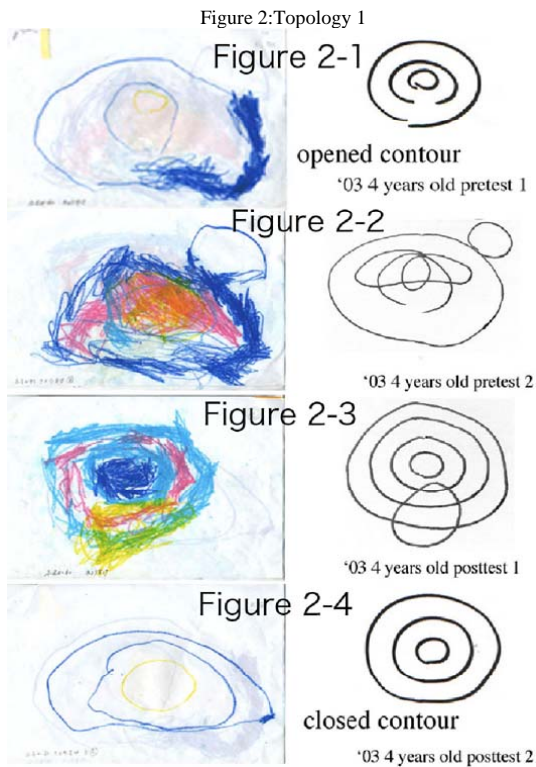 Figure 2:Topology 1
Figure 2-1
opened contour
‘03 4 years old pretest 1
Figure 2-2
‘03 4 years old pretest 2
Figure 2-3
‘03 4 years old posttest 1
Figure 2-4
closed contour
‘03 4 years old posttest 2